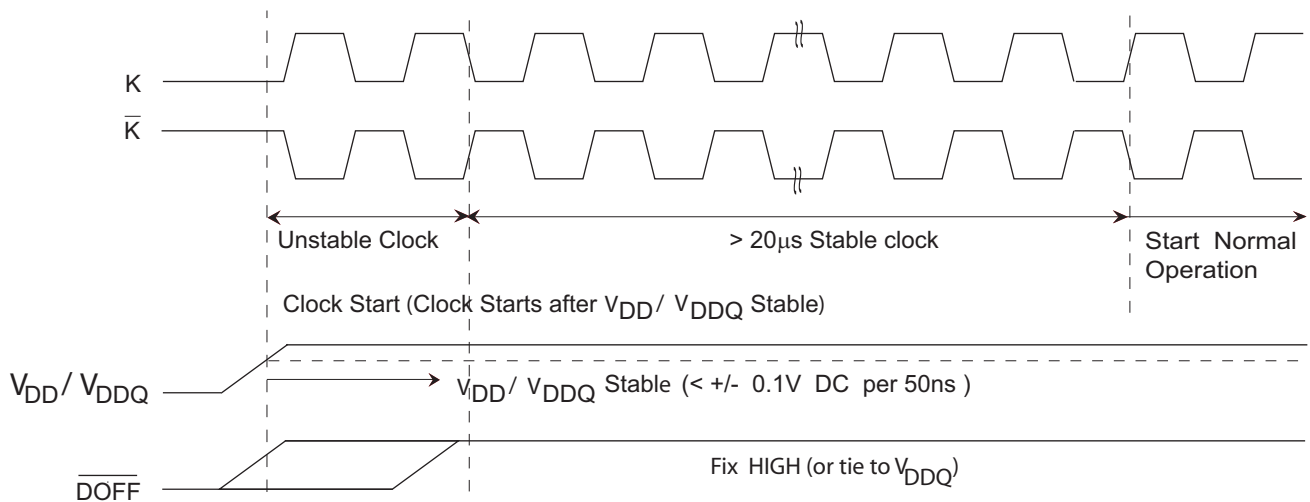 K
K̅
Unstable Clock
> 20μs Stable clock
Start Normal
Operation
Clock Start (Clock Starts after VDD / VDDQ Stable)
VDD / VDDQ
VDD / VDDQ Stable (< +/- 0.1V DC per 50ns )
D̅O̅F̅F̅
Fix HIGH (or tie to VDDQ)